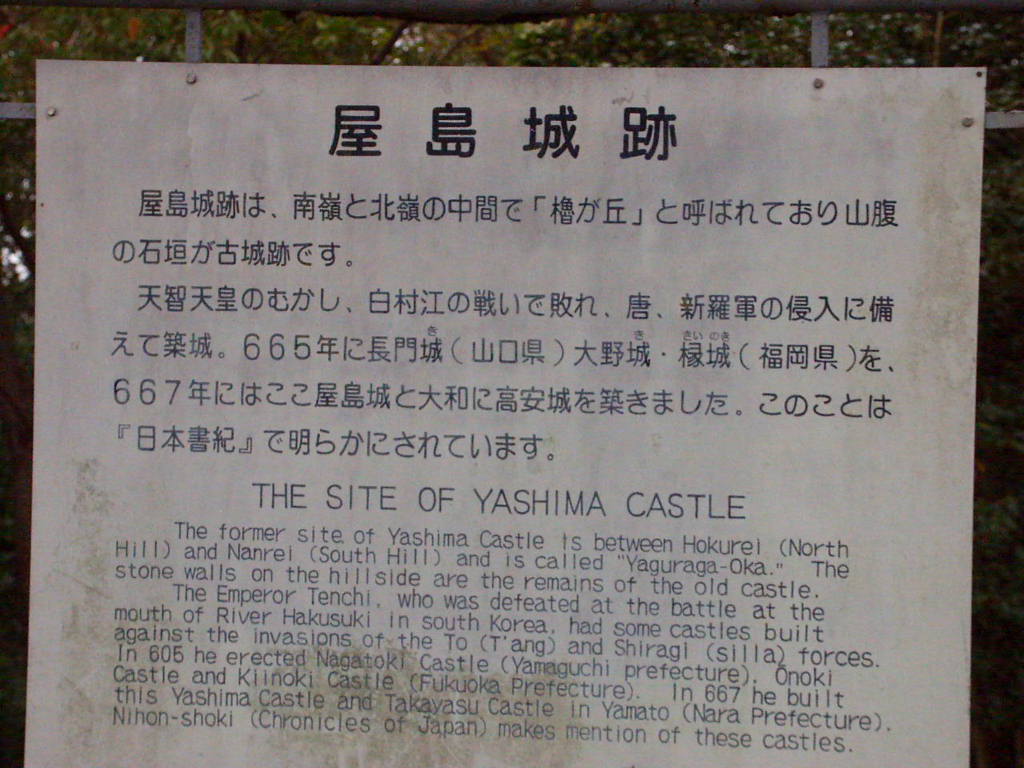 屋島城跡
屋島城跡は、南嶺と北嶺の中間で「櫓が丘」と呼ばれており山腹
の石垣が古城跡です。
天智天皇のむかし、白村江の戦いで敗れ、唐、新羅軍の侵入に備
えて築城。665年に長門城(山口県)大野城・椽城(福岡県)を、
667年にはここ屋島城と大和に高安城を築きました。このことは
『日本書紀』で明らかにされています。
THE SITE OF YASHIMA CASTLE
The former site of Yashima Castle is between Hokurei (North
Hill) and Nanrei (South Hill) and is called "Yaguraga-Oka." The
stone walls on the hillside are the remains of the old castle.
The Emperor Tenchi, who was defeated at the battle at the
mouth of River Hakusuki in south Korea, had some castles built
against the invasions of the To (T'ang) and Shiragi (silla) forces.
In 605 he erected Nagatoki Castle (Yamaguchi prefecture), Onoki
Castle and Kiinoki Castle (Fukuoka Prefecture). In 667 he built
this Yashima Castle and Takayasu Castle in Yamato (Nara Prefecture).
Nihon-shoki (Chronicles of Japan) makes mention of these castles.